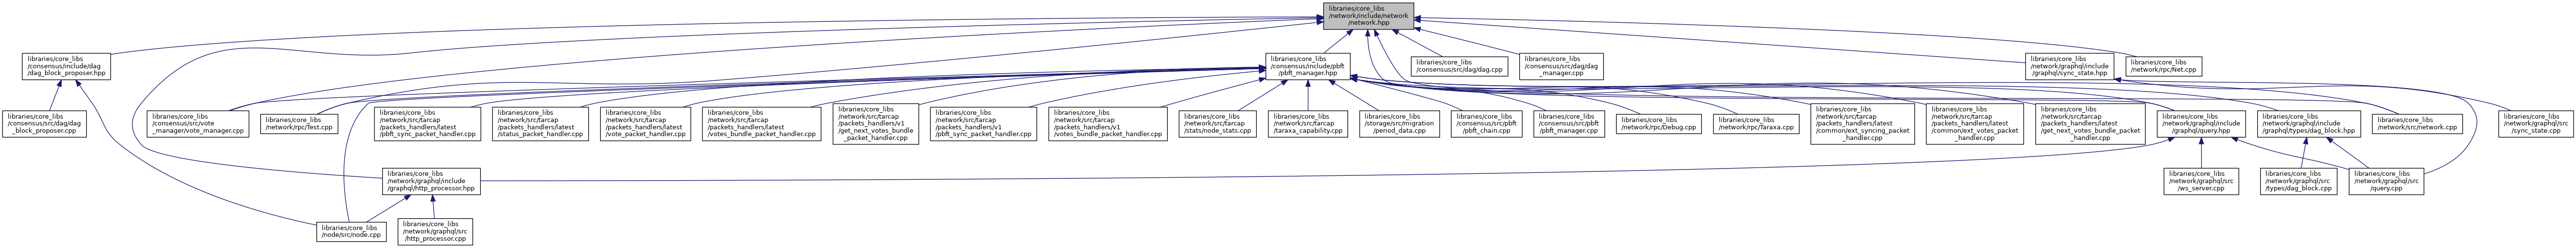 libraries/core_libs
/network/include/network
/network.hpp
libraries/core_libs
/consensus/include/dag
/dag_block_proposer.hpp
libraries/core_libs
/consensus/include/pbft
/pbft_manager.hpp
libraries/core_libs
/consensus/src/dag/dag.cpp
libraries/core_libs
/consensus/src/dag/dag
_manager.cpp
libraries/core_libs
/network/graphql/include
/graphql/sync_state.hpp
libraries/core_libs
/network/rpc/Net.cpp
libraries/core_libs
/consensus/src/dag/dag
_block_proposer.cpp
libraries/core_libs
/consensus/src/vote
_manager/vote_manager.cpp
libraries/core_libs
/network/rpc/Test.cpp
libraries/core_libs
/network/src/tarcap
/packets_handlers/latest
/pbft_sync_packet_handler.cpp
libraries/core_libs
/network/src/tarcap
/packets_handlers/latest
/status_packet_handler.cpp
libraries/core_libs
/network/src/tarcap
/packets_handlers/latest
/vote_packet_handler.cpp
libraries/core_libs
/network/src/tarcap
/packets_handlers/latest
/votes_bundle_packet_handler.cpp
libraries/core_libs
/network/src/tarcap
/packets_handlers/v1
/get_next_votes_bundle
_packet_handler.cpp
libraries/core_libs
/network/src/tarcap
/packets_handlers/v1
/pbft_sync_packet_handler.cpp
libraries/core_libs
/network/src/tarcap
/packets_handlers/v1
/votes_bundle_packet_handler.cpp
libraries/core_libs
/network/src/tarcap
/stats/node_stats.cpp
libraries/core_libs
/network/src/tarcap
/taraxa_capability.cpp
libraries/core_libs
/storage/src/migration
/period_data.cpp
libraries/core_libs
/consensus/src/pbft
/pbft_chain.cpp
libraries/core_libs
/consensus/src/pbft
/pbft_manager.cpp
libraries/core_libs
/network/rpc/Debug.cpp
libraries/core_libs
/network/rpc/Taraxa.cpp
libraries/core_libs
/network/src/tarcap
/packets_handlers/latest
/common/ext_syncing_packet
_handler.cpp
libraries/core_libs
/network/src/tarcap
/packets_handlers/latest
/common/ext_votes_packet
_handler.cpp
libraries/core_libs
/network/src/tarcap
/packets_handlers/latest
/get_next_votes_bundle_packet
_handler.cpp
libraries/core_libs
/network/graphql/include
/graphql/query.hpp
libraries/core_libs
/network/graphql/include
/graphql/types/dag_block.hpp
libraries/core_libs
/network/src/network.cpp
libraries/core_libs
/network/graphql/src
/sync_state.cpp
libraries/core_libs
/network/graphql/include
/graphql/http_processor.hpp
libraries/core_libs
/network/graphql/src
/ws_server.cpp
libraries/core_libs
/network/graphql/src
/types/dag_block.cpp
libraries/core_libs
/network/graphql/src
/query.cpp
libraries/core_libs
/node/src/node.cpp
libraries/core_libs
/network/graphql/src
/http_processor.cpp